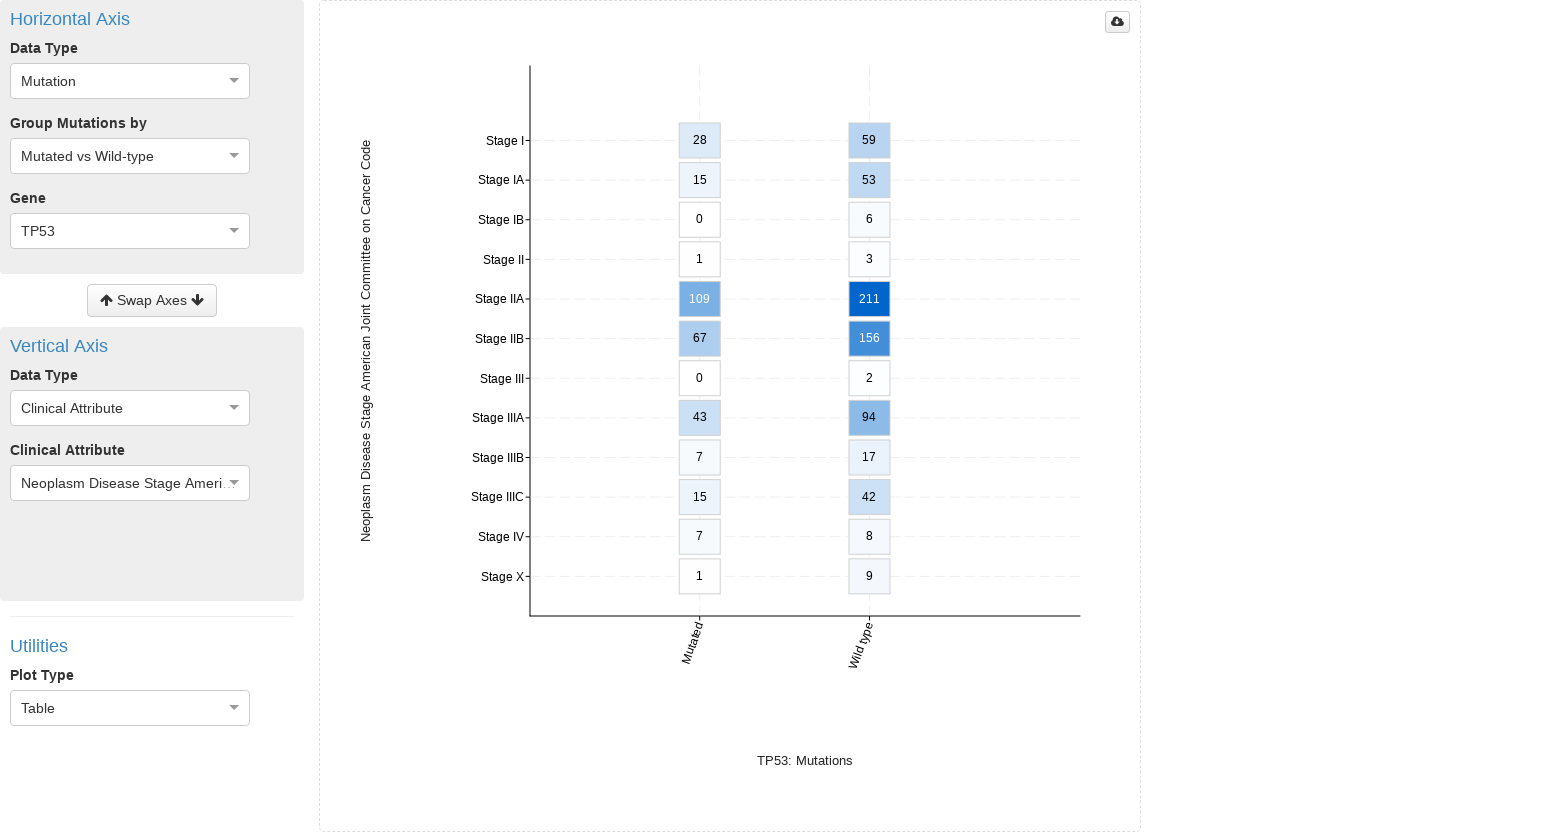 Horizontal Axis
Data Type
Mutation
Group Mutations by
Mutated vs Wild-type
Gene
TP53
Swap Axes
Vertical Axis
Data Type
Clinical Attribute
Clinical Attribute
Neoplasm Disease Stage Ameri...
Utilities
Plot Type
Table
Neoplasm Disease Stage American Joint Committee on Cancer Code
Stage I 28 59
Stage IA 15 53
Stage IB 0 6
Stage II 1 3
Stage IIA 109 211
Stage IIB 67 156
Stage III 0 2
Stage IIIA 43 94
Stage IIIB 7 17
Stage IIIC 15 42
Stage IV 7 8
Stage X 1 9
Mutated Wild type
TP53: Mutations